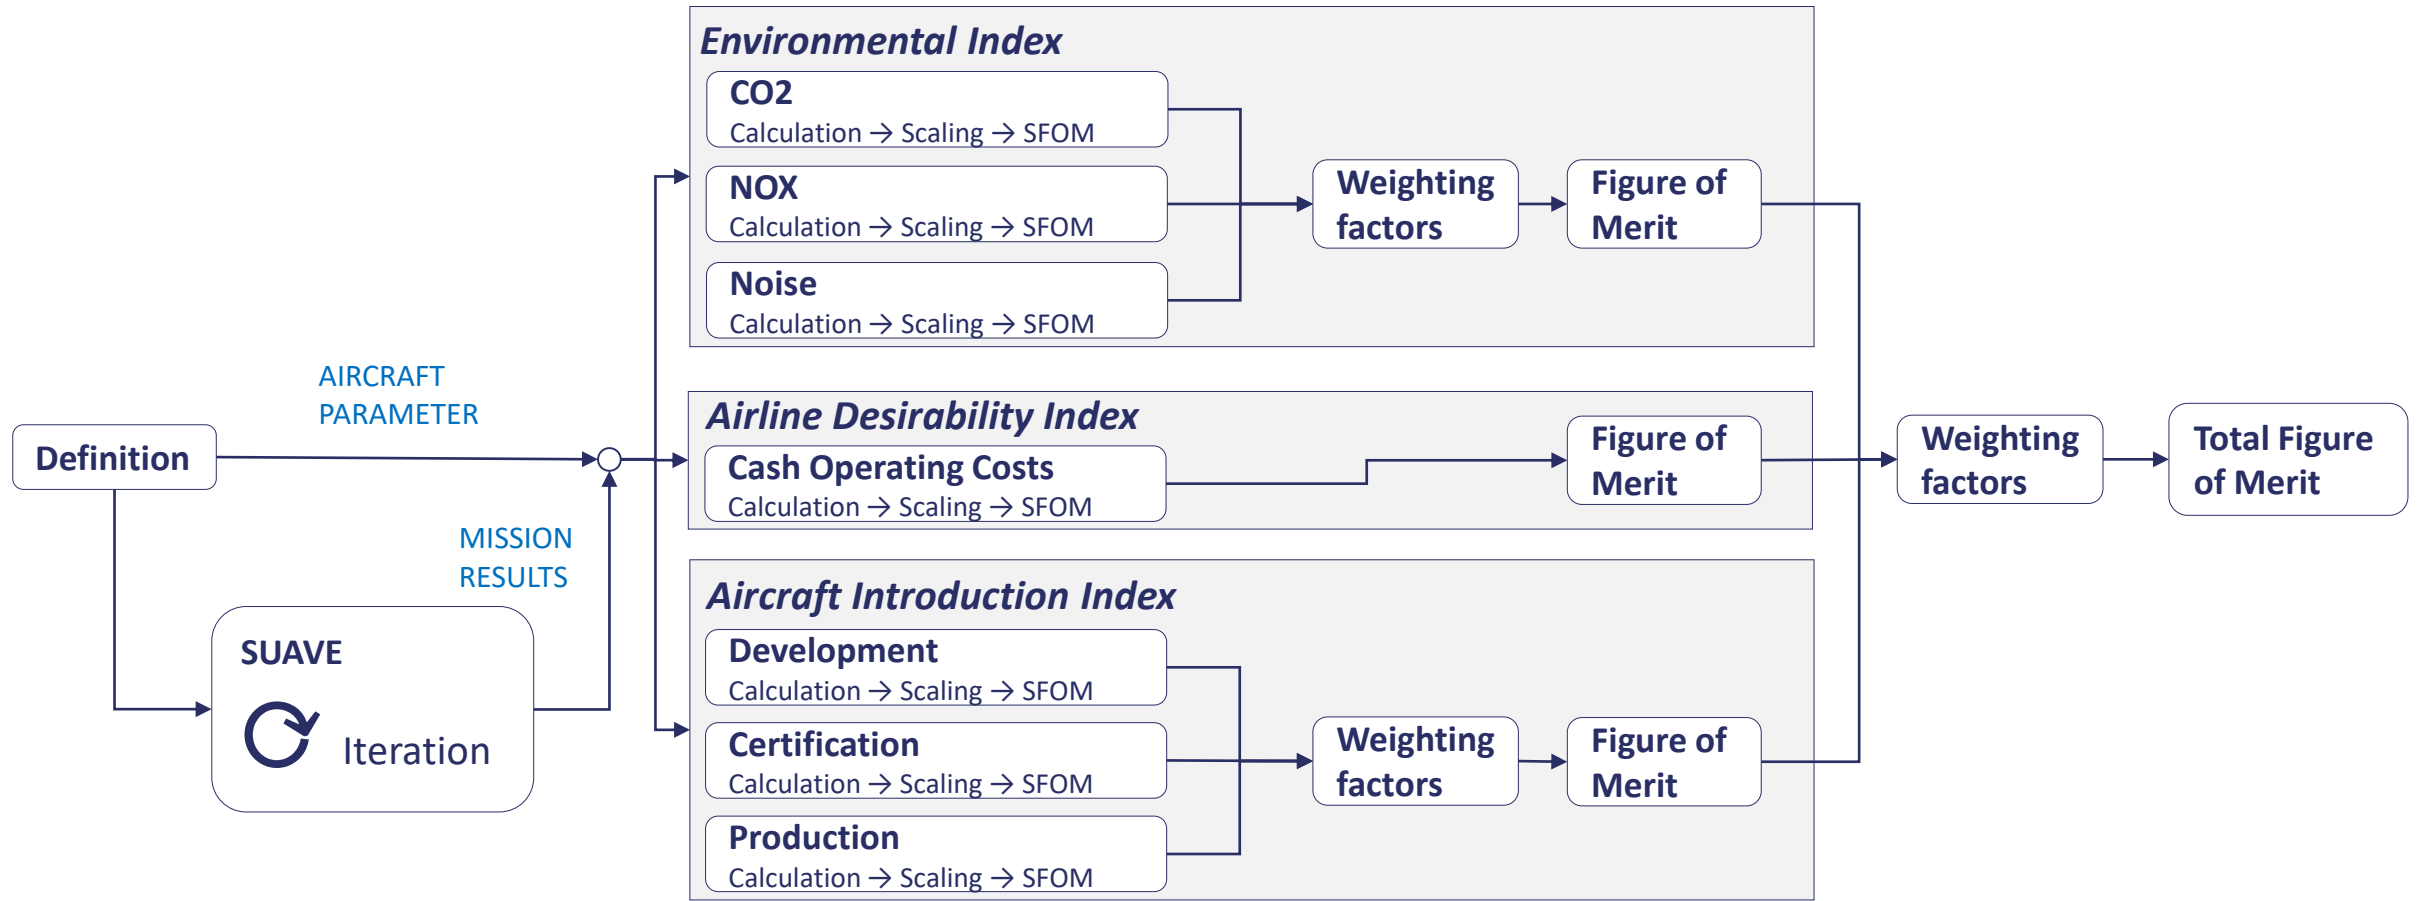 Environmental Index
CO2
Calculation → Scaling → SFOM
NOX
Calculation → Scaling → SFOM
Noise
Calculation → Scaling → SFOM
Weighting
factors
Figure of
Merit
AIRCRAFT
PARAMETER
Definition
MISSION
RESULTS
SUAVE
Iteration
Airline Desirability Index
Cash Operating Costs
Calculation → Scaling → SFOM
Figure of
Merit
Aircraft Introduction Index
Development
Calculation → Scaling → SFOM
Certification
Calculation → Scaling → SFOM
Production
Calculation → Scaling → SFOM
Weighting
factors
Figure of
Merit
Weighting
factors
Total Figure
of Merit